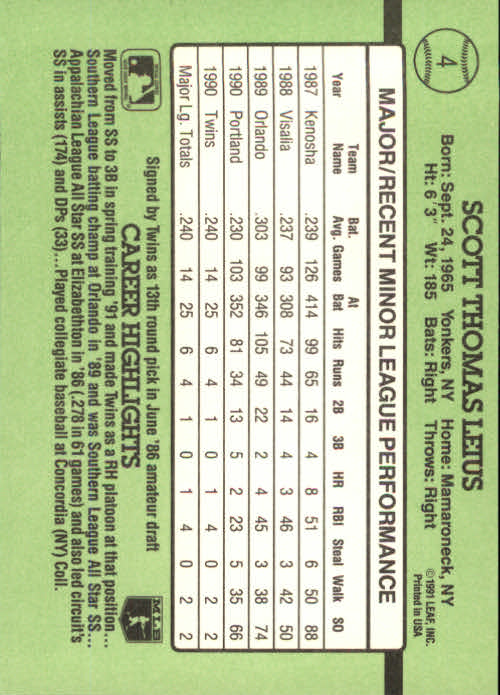 4
SCOTT THOMAS LEIUS
©1991 LEAF, INC.
Printed in USA
Born: Sept. 24, 1965 Yonkers, NY Home: Mamaroneck, NY
Ht: 6'3" Wt: 185 Bats: Right Throws: Right
MAJOR/RECENT MINOR LEAGUE PERFORMANCE
Team Bat. At
Year Name Avg. Games Bat Hits Runs 2B 3B HR RBI Steal Walk SO
1987 Kenosha .239 126 414 99 65 16 4 8 51 6 50 88
1988 Visalia .237 93 308 73 44 14 4 3 46 3 42 50
1989 Orlando .303 99 346 105 49 22 2 4 45 3 38 74
1990 Portland .230 103 352 81 34 13 5 2 23 5 35 66
1990 Twins .240 14 25 6 4 1 0 1 4 0 2 2
Major Lg. Totals .240 14 25 6 4 1 0 1 4 0 2 2
Signed by Twins as 13th round pick in June '86 amateur draft
CAREER HIGHLIGHTS
MLB
Moved from SS to 3B in spring training '91 and made Twins as a RH platoon at that position...
Southern League batting champ at Orlando in '89 and was Southern League All Star SS...
Appalachian League All Star SS at Elizabethton in '86 (.278 in 61 games) and also led circuit's
SS in assists (174) and DPs (33)... Played collegiate baseball at Concordia (NY) Coll.